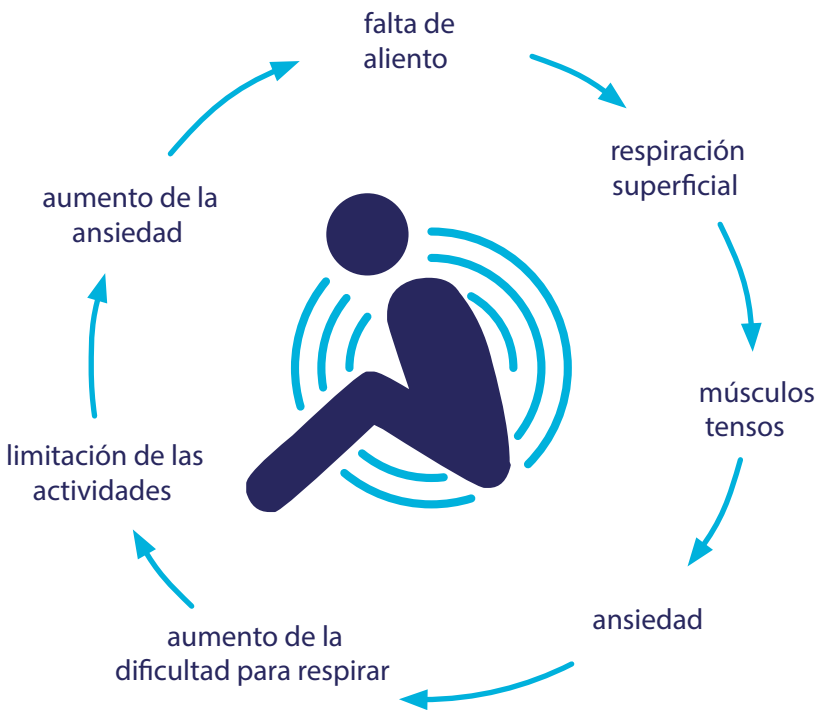 falta de
aliento
respiración
superficial
músculos
tensos
ansiedad
aumento de la
dificultad para respirar
limitación de las
actividades
aumento de la
ansiedad